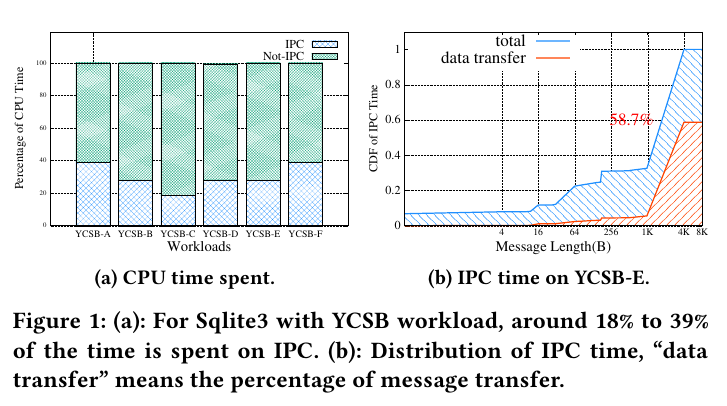 IPC
Not-IPC
Percentage of CPU Time
100
80
60
40
20
0
YCSB-A YCSB-B YCSB-C YCSB-D YCSB-E YCSB-F
Workloads
(a) CPU time spent.
total
data transfer
CDF of IPC Time
1
0.8
0.6
0.4
0.2
0
58.7%
4 16 64 256 1K 4K 8K
Message Length(B)
(b) IPC time on YCSB-E.
Figure 1: (a): For Sqlite3 with YCSB workload, around 18% to 39%
of the time is spent on IPC. (b): Distribution of IPC time, “data
transfer” means the percentage of message transfer.